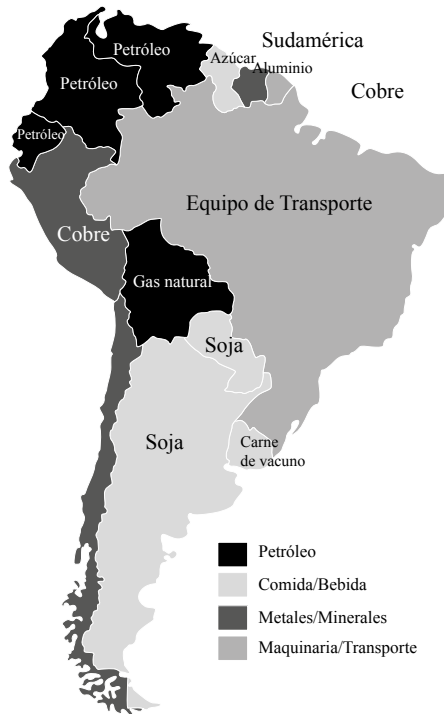 Sudamérica
Petróleo
Azúcar
Aluminio
Petróleo
Cobre
Petróleo
Equipo de Transporte
Cobre
Gas natural
Soja
Soja
Carne
de vacuno
Petróleo
Comida/Bebida
Metales/Minerales
Maquinaria/Transporte